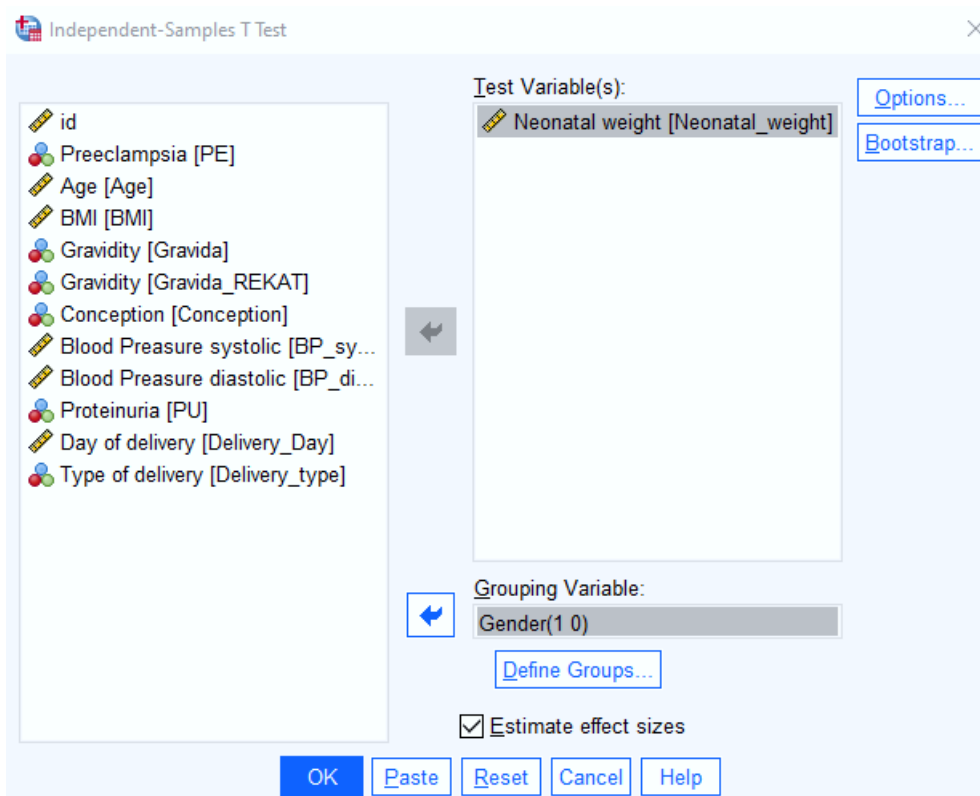 Independent-Samples T Test
Test Variable(s):
id
Preeclampsia [PE]
Age [Age]
BMI [BMI]
Gravidity [Gravida]
Gravidity [Gravida_REKAT]
Conception [Conception]
Blood Preasure systolic [BP_sy...
Blood Preasure diastolic [BP_di...
Proteinuria [PU]
Day of delivery [Delivery_Day]
Type of delivery [Delivery_type]
Neonatal weight [Neonatal_weight]
Options...
Bootstrap...
Grouping Variable:
Gender(1 0)
Define Groups...
Estimate effect sizes
OK Paste Reset Cancel Help